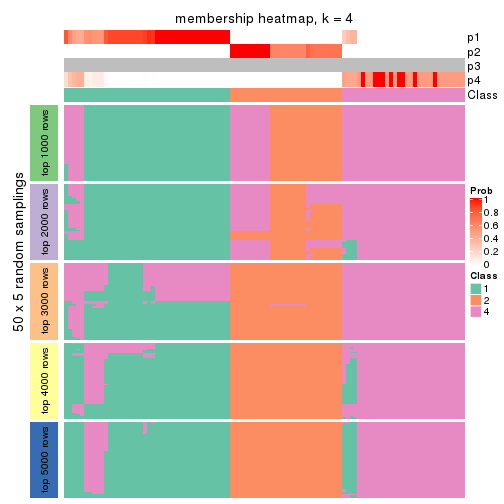 membership heatmap, k = 4
p1
p2
p3
p4
Class
50 x 5 random samplings
top 1000 rows
top 2000 rows
top 3000 rows
top 4000 rows
top 5000 rows
Prob
1
0.8
0.6
0.4
0.2
0
Class
1
2
4